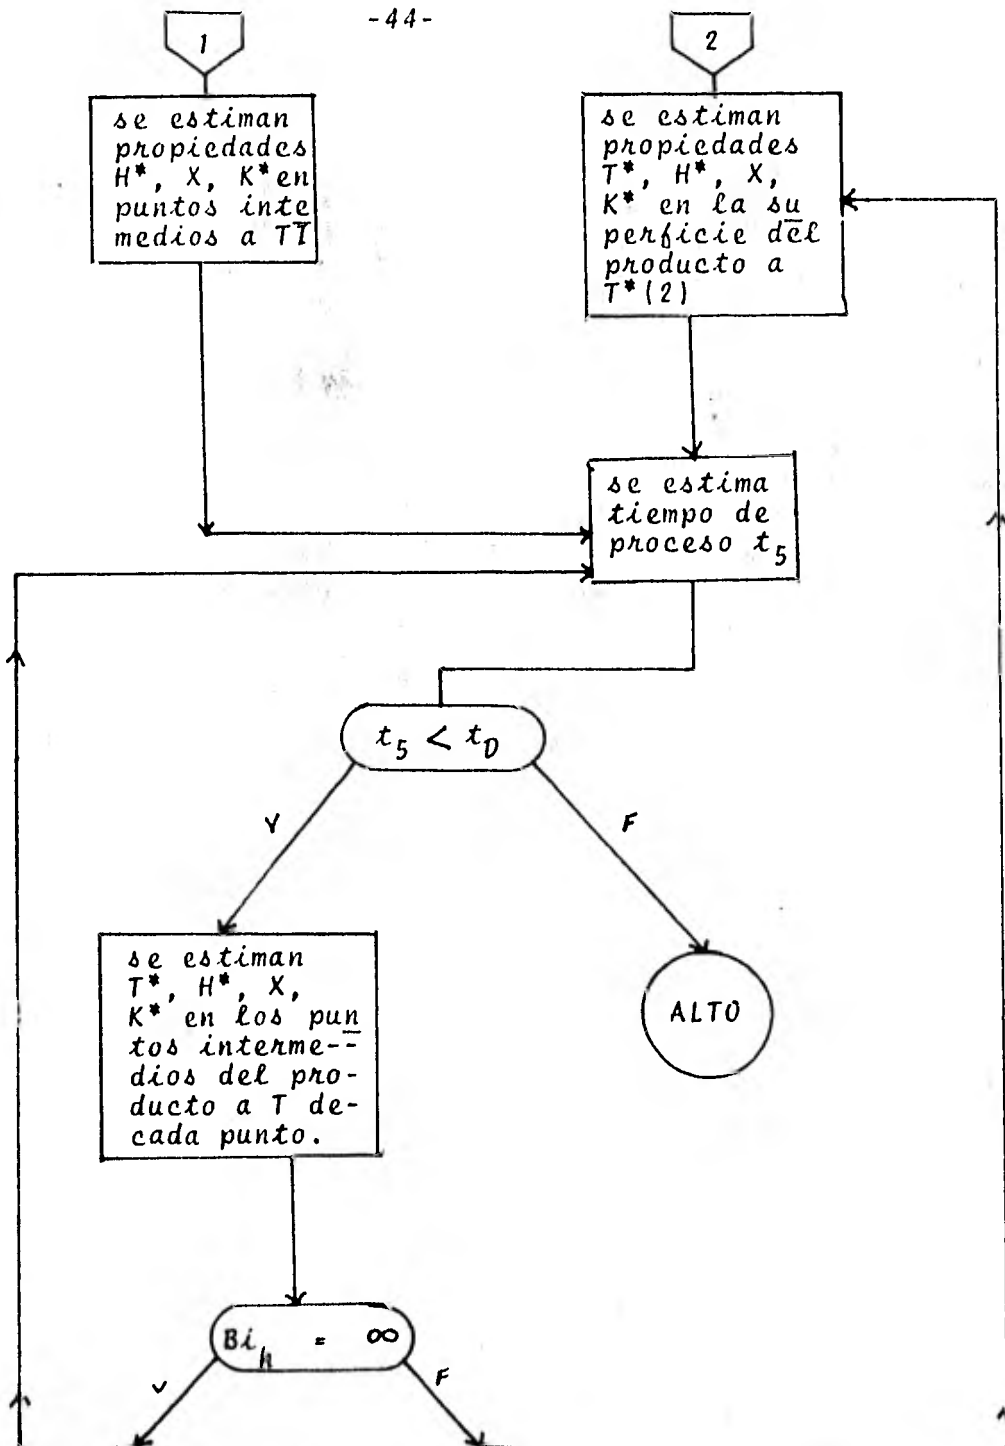 -44-
1
2
se estiman
propiedades
H*, X, K* en
puntos inte
medios a TI
se estiman
propiedades
T*, H*, X,
K* en la su
perficie del
producto a
T*(2)
se estima
tiempo de
proceso t5
t5 < tD
V
F
se estiman
T*, H*, X,
K* en los pun
tos interme--
dios del pro-
ducto a T de-
cada punto.
ALTO
Bih = ∞
V
F